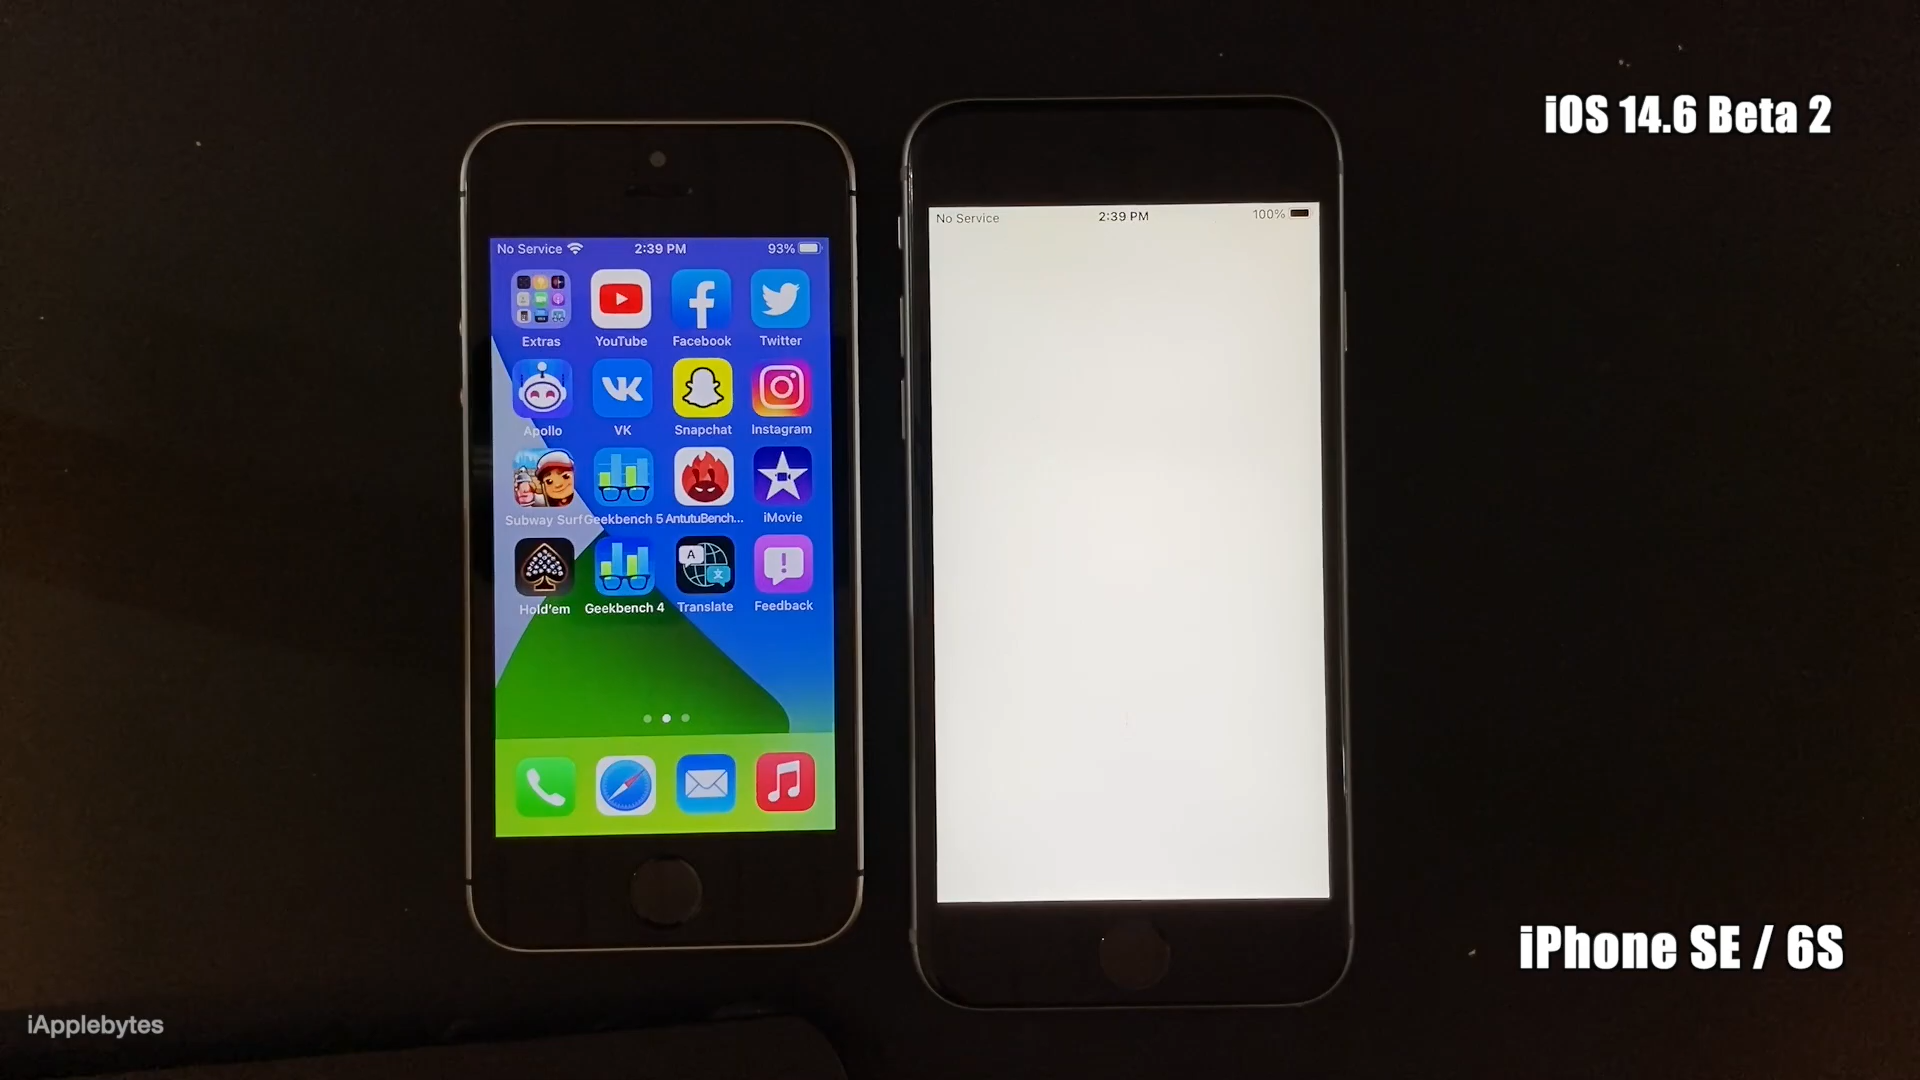 iOS 14.6 Beta 2
No Service 2:39 PM 93%
Extras YouTube Facebook Twitter
Apollo VK Snapchat Instagram
Subway Surf Geekbench 5 AntutuBench... iMovie
Hold'em Geekbench 4 Translate Feedback
No Service 2:39 PM 100%
iPhone SE / 6S
iApplebytes